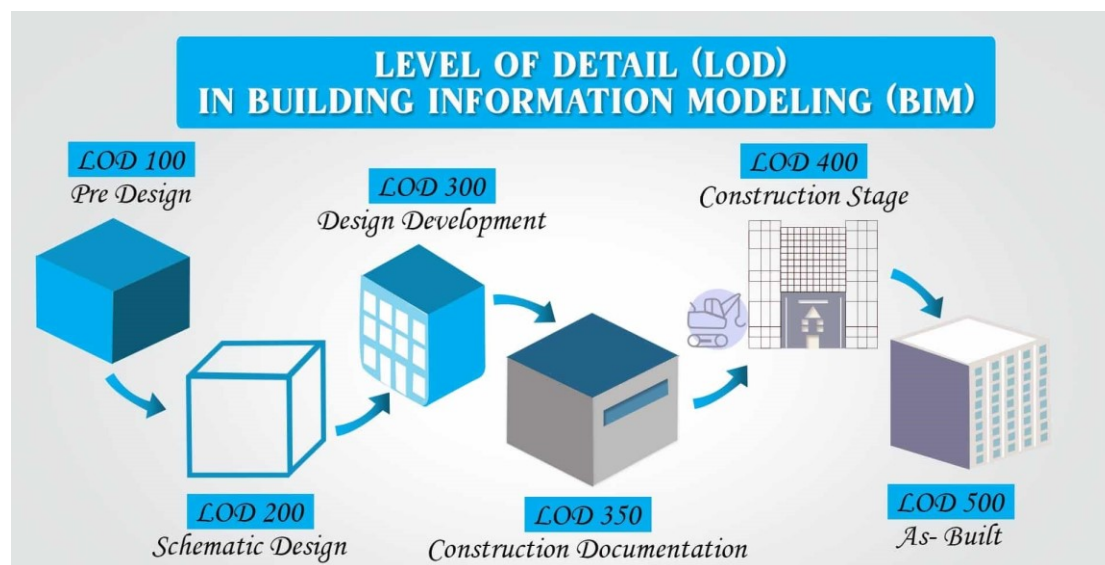 LEVEL OF DETAIL (LOD)
IN BUILDING INFORMATION MODELING (BIM)
LOD 100
Pre Design
LOD 200
Schematic Design
LOD 300
Design Development
LOD 350
Construction Documentation
LOD 400
Construction Stage
LOD 500
As- Built